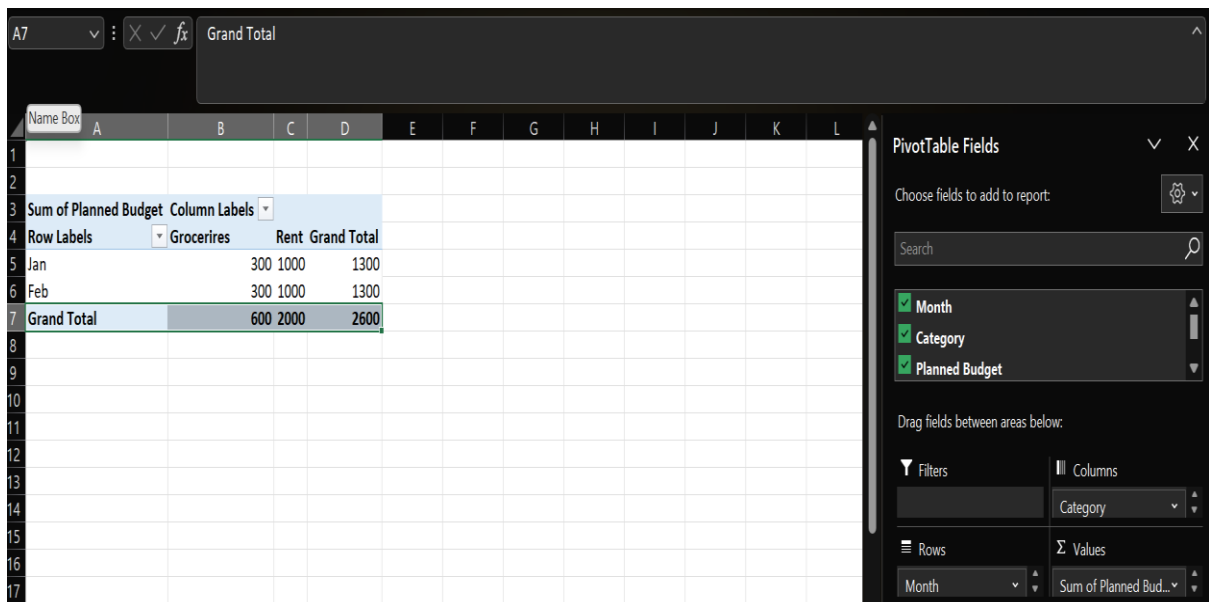 A7 fx Grand Total
Name Box
A B C D E F G H I J K L
1
2
3 Sum of Planned Budget Column Labels
4 Row Labels Grocerires Rent Grand Total
5 Jan 300 1000 1300
6 Feb 300 1000 1300
7 Grand Total 600 2000 2600
8
9
10
11
12
13
14
15
16
17
PivotTable Fields X
Choose fields to add to report:
Search
Month
Category
Planned Budget
Drag fields between areas below:
Filters Columns
Category
Rows Σ Values
Month Sum of Planned Bud...